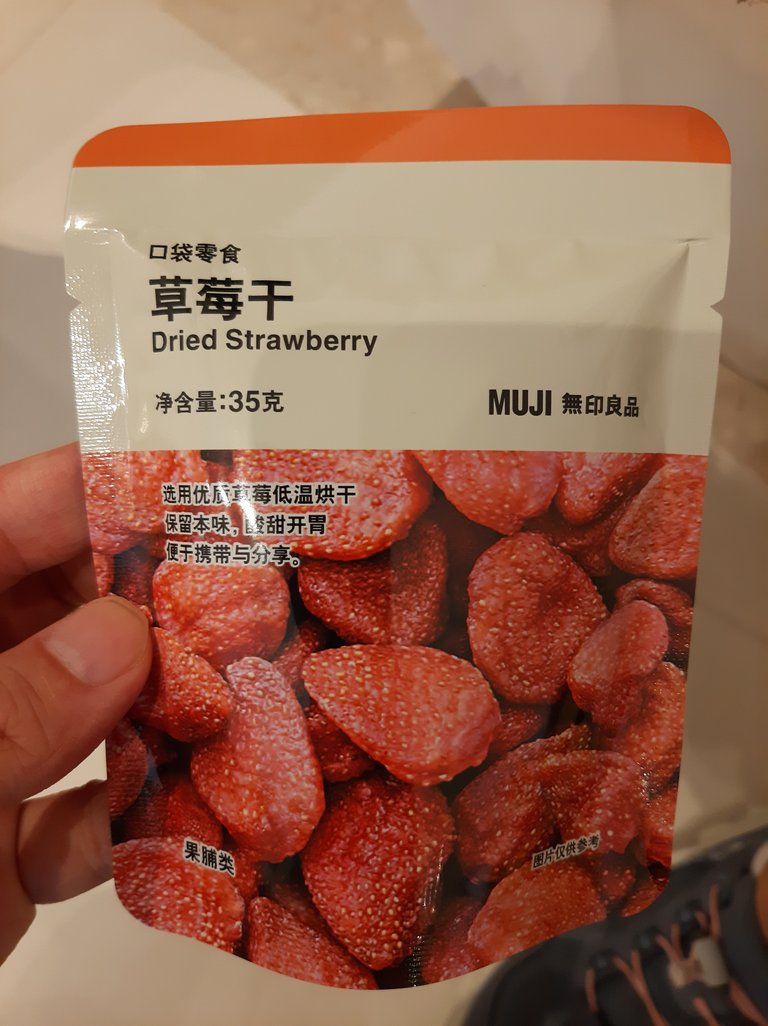 口袋零食
草莓干
Dried Strawberry
净含量:35克
MUJI 無印良品
选用优质草莓低温烘干
保留本味,酸甜开胃
便于携带与分享。
果脯类
图片仅供参考